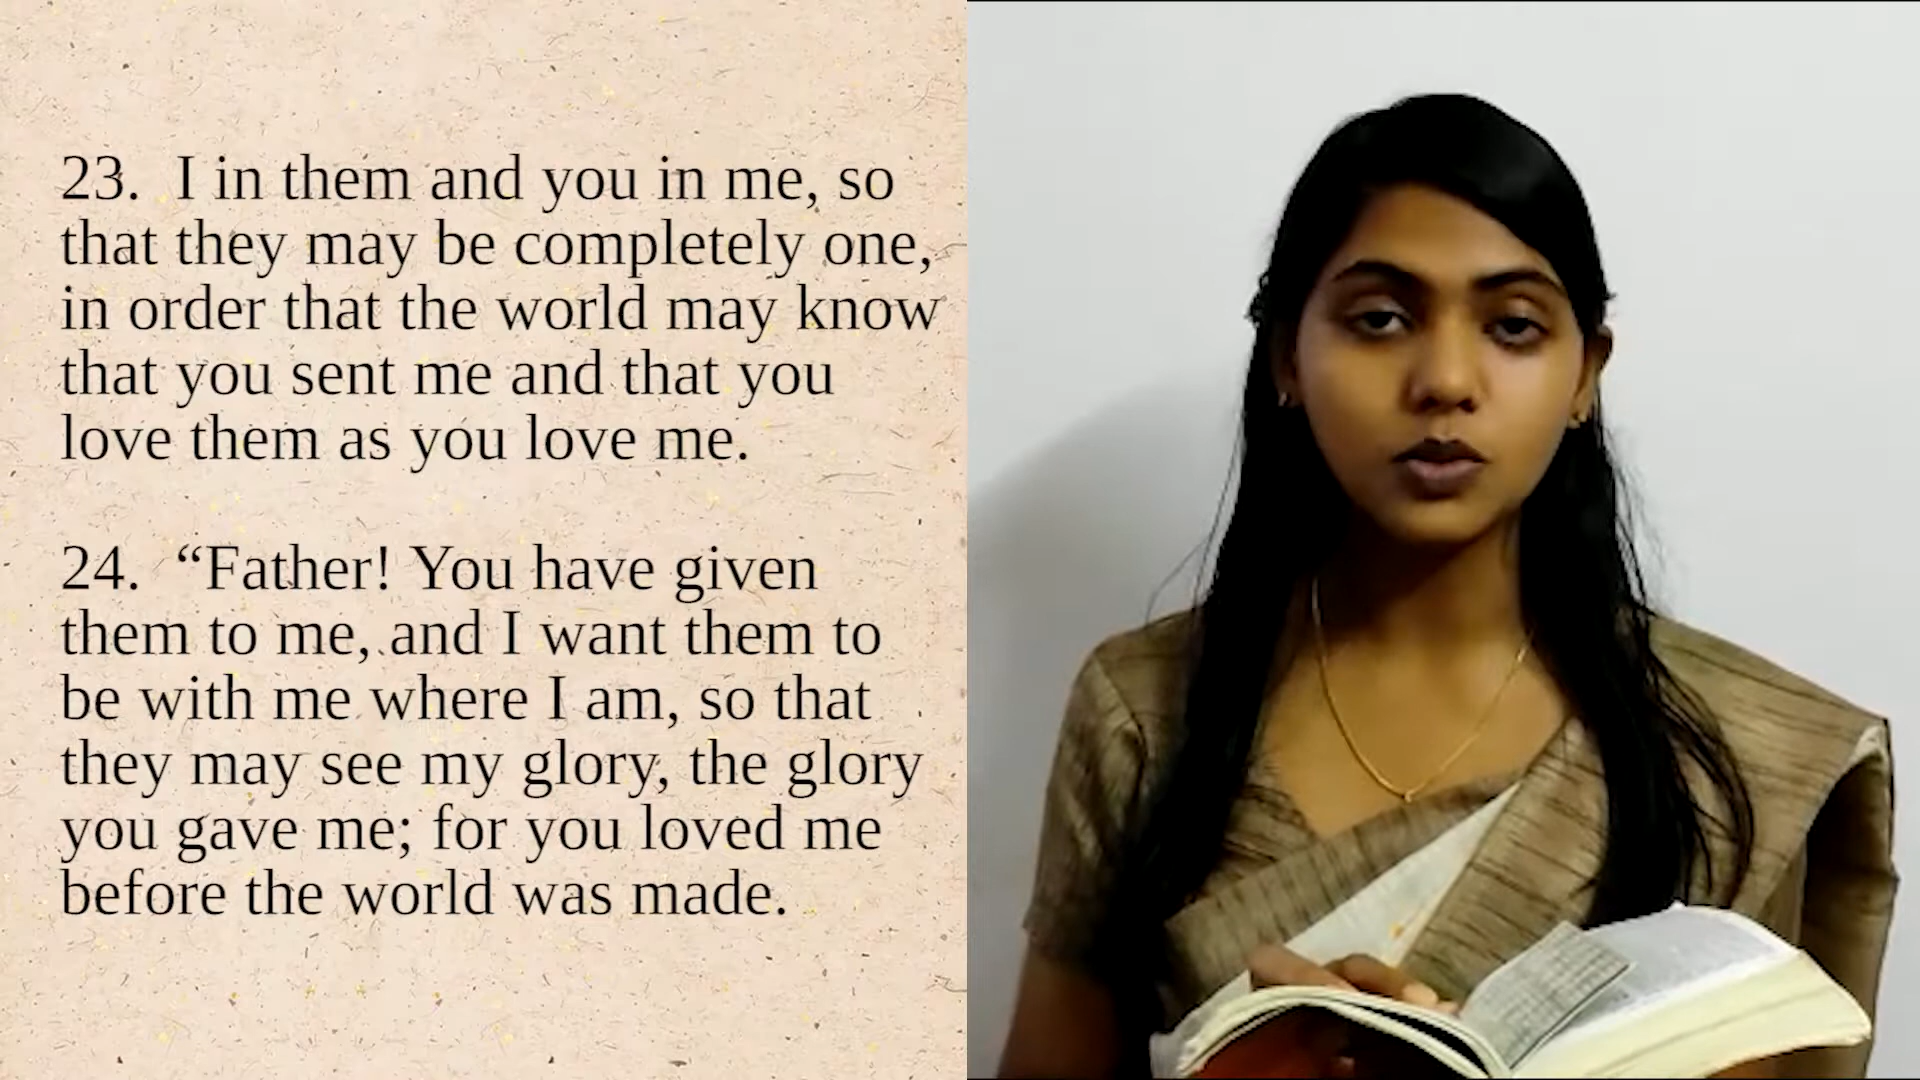 23.  I in them and you in me, so
that they may be completely one,
in order that the world may know
that you sent me and that you
love them as you love me.
24.  “Father! You have given
them to me, and I want them to
be with me where I am, so that
they may see my glory, the glory
you gave me; for you loved me
before the world was made.